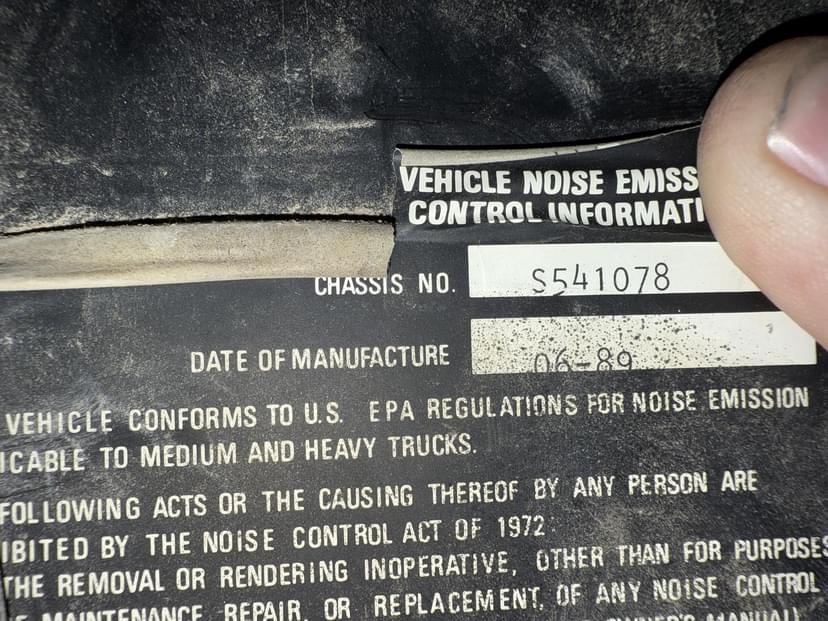 VEHICLE NOISE EMISS
CONTROL INFORMATI
CHASSIS NO. S541078
DATE OF MANUFACTURE 06-89
VEHICLE CONFORMS TO U.S. EPA REGULATIONS FOR NOISE EMISSION
ICABLE TO MEDIUM AND HEAVY TRUCKS.
FOLLOWING ACTS OR THE CAUSING THEREOF BY ANY PERSON ARE
IBITED BY THE NOISE CONTROL ACT OF 1972:
THE REMOVAL OR RENDERING INOPERATIVE, OTHER THAN FOR PURPOSES
MAINTENANCE, REPAIR, OR REPLACEMENT, OF ANY NOISE CONTROL
OWNER'S MANUAL)